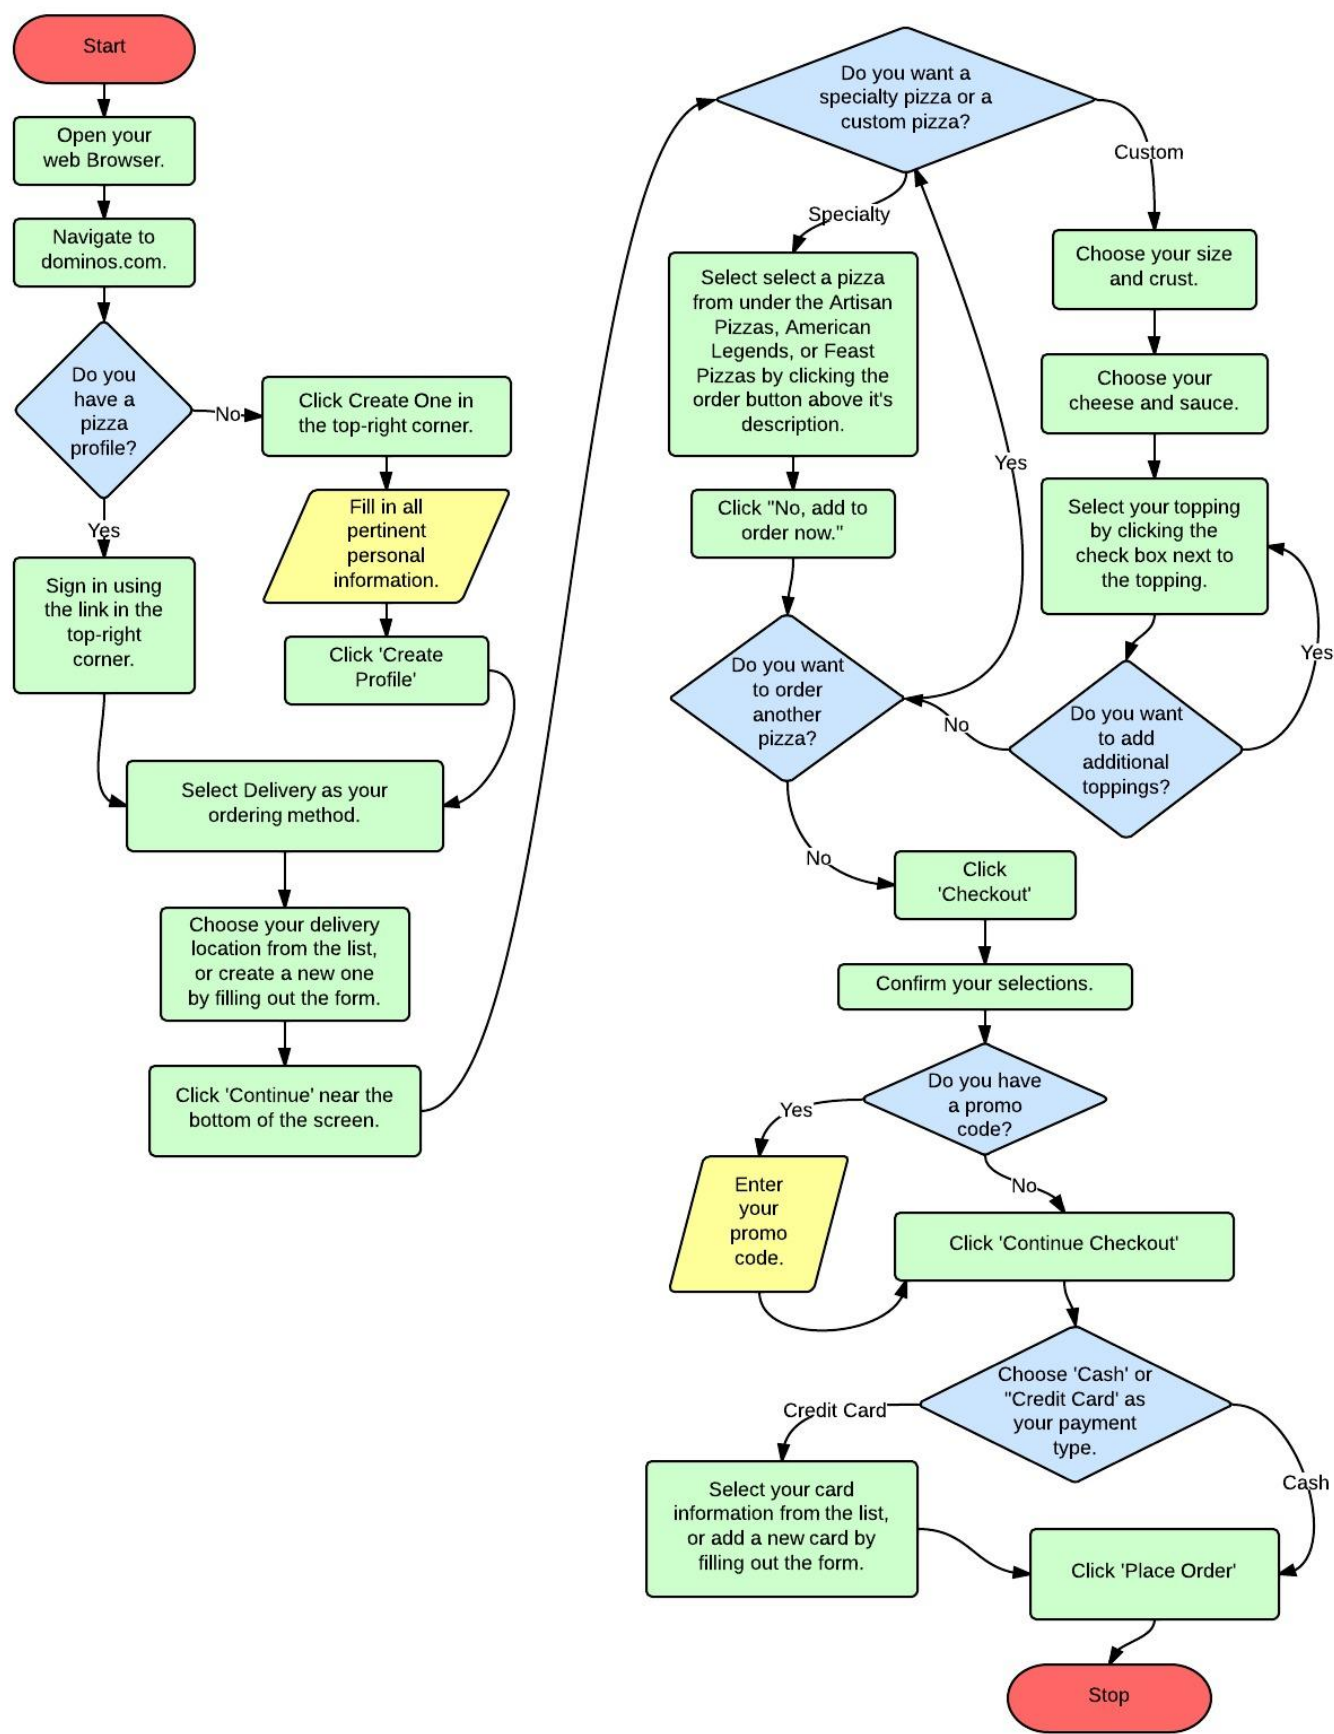 Start
Open your
web Browser.
Navigate to
dominos.com.
Do you
have a
pizza
profile?
No
Click Create One in
the top-right corner.
Fill in all
pertinent
personal
information.
Click 'Create
Profile'
Yes
Sign in using
the link in the
top-right
corner.
Select Delivery as your
ordering method.
Choose your delivery
location from the list,
or create a new one
by filling out the form.
Click 'Continue' near the
bottom of the screen.
Do you want a
specialty pizza or a
custom pizza?
Specialty
Select select a pizza
from under the Artisan
Pizzas, American
Legends, or Feast
Pizzas by clicking the
order button above it's
description.
Click "No, add to
order now."
Custom
Choose your size
and crust.
Choose your
cheese and sauce.
Select your topping
by clicking the
check box next to
the topping.
Yes
Do you want
to add
additional
toppings?
No
Yes
Do you want
to order
another
pizza?
No
Click
'Checkout'
Confirm your selections.
Do you have
a promo
code?
Yes
Enter
your
promo
code.
No
Click 'Continue Checkout'
Choose 'Cash' or
"Credit Card' as
your payment
type.
Credit Card
Select your card
information from the list,
or add a new card by
filling out the form.
Cash
Click 'Place Order'
Stop